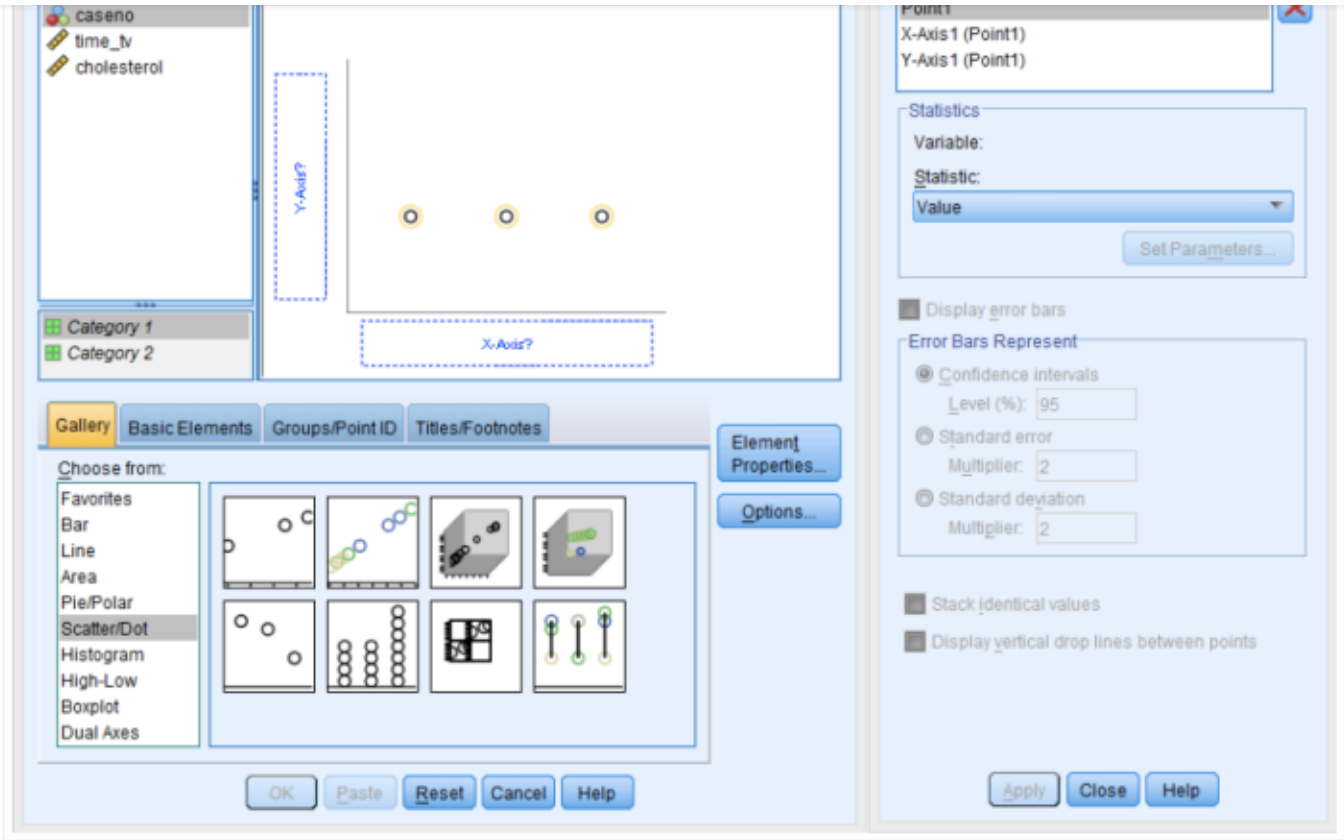 caseno
time_tv
cholesterol
Y-Axis?
X-Axis?
Category 1
Category 2
Gallery
Basic Elements
Groups/Point ID
Titles/Footnotes
Choose from:
Favorites
Bar
Line
Area
Pie/Polar
Scatter/Dot
Histogram
High-Low
Boxplot
Dual Axes
Element
Properties...
Options...
OK
Paste
Reset
Cancel
Help
Point1
X-Axis1 (Point1)
Y-Axis1 (Point1)
Statistics
Variable:
Statistic:
Value
Set Parameters...
Display error bars
Error Bars Represent
Confidence intervals
Level (%): 95
Standard error
Multiplier: 2
Standard deviation
Multiplier: 2
Stack identical values
Display vertical drop lines between points
Apply
Close
Help